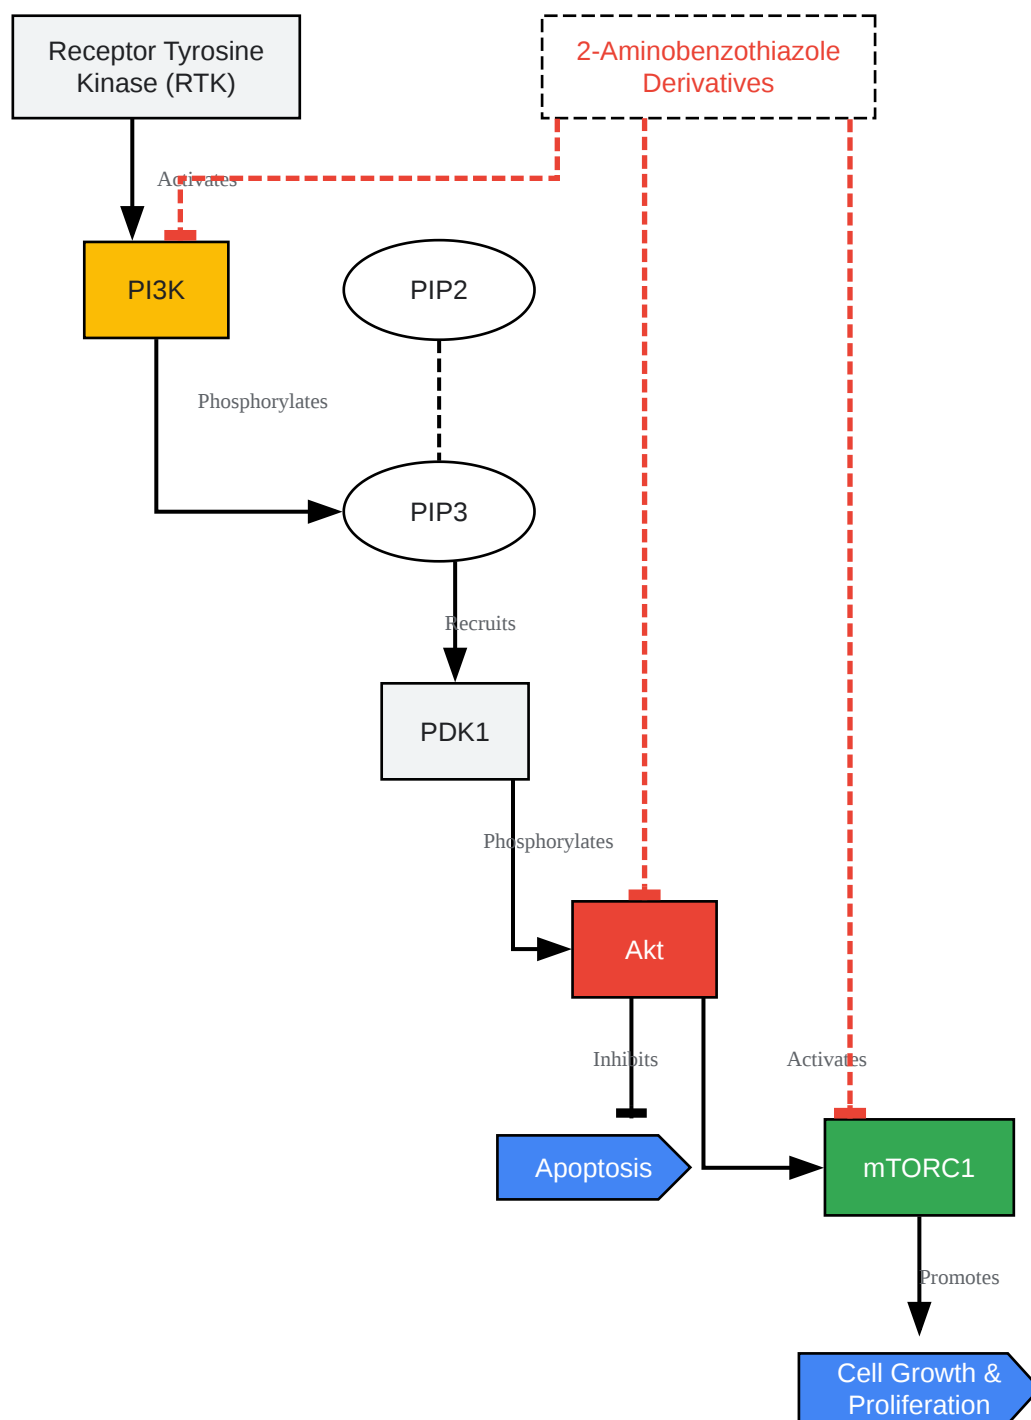 Receptor Tyrosine
Kinase (RTK)
2-Aminobenzothiazole
Derivatives
Activates
PI3K
PIP2
Phosphorylates
PIP3
Recruits
PDK1
Phosphorylates
Akt
Inhibits
Activates
Apoptosis
mTORC1
Promotes
Cell Growth &
Proliferation